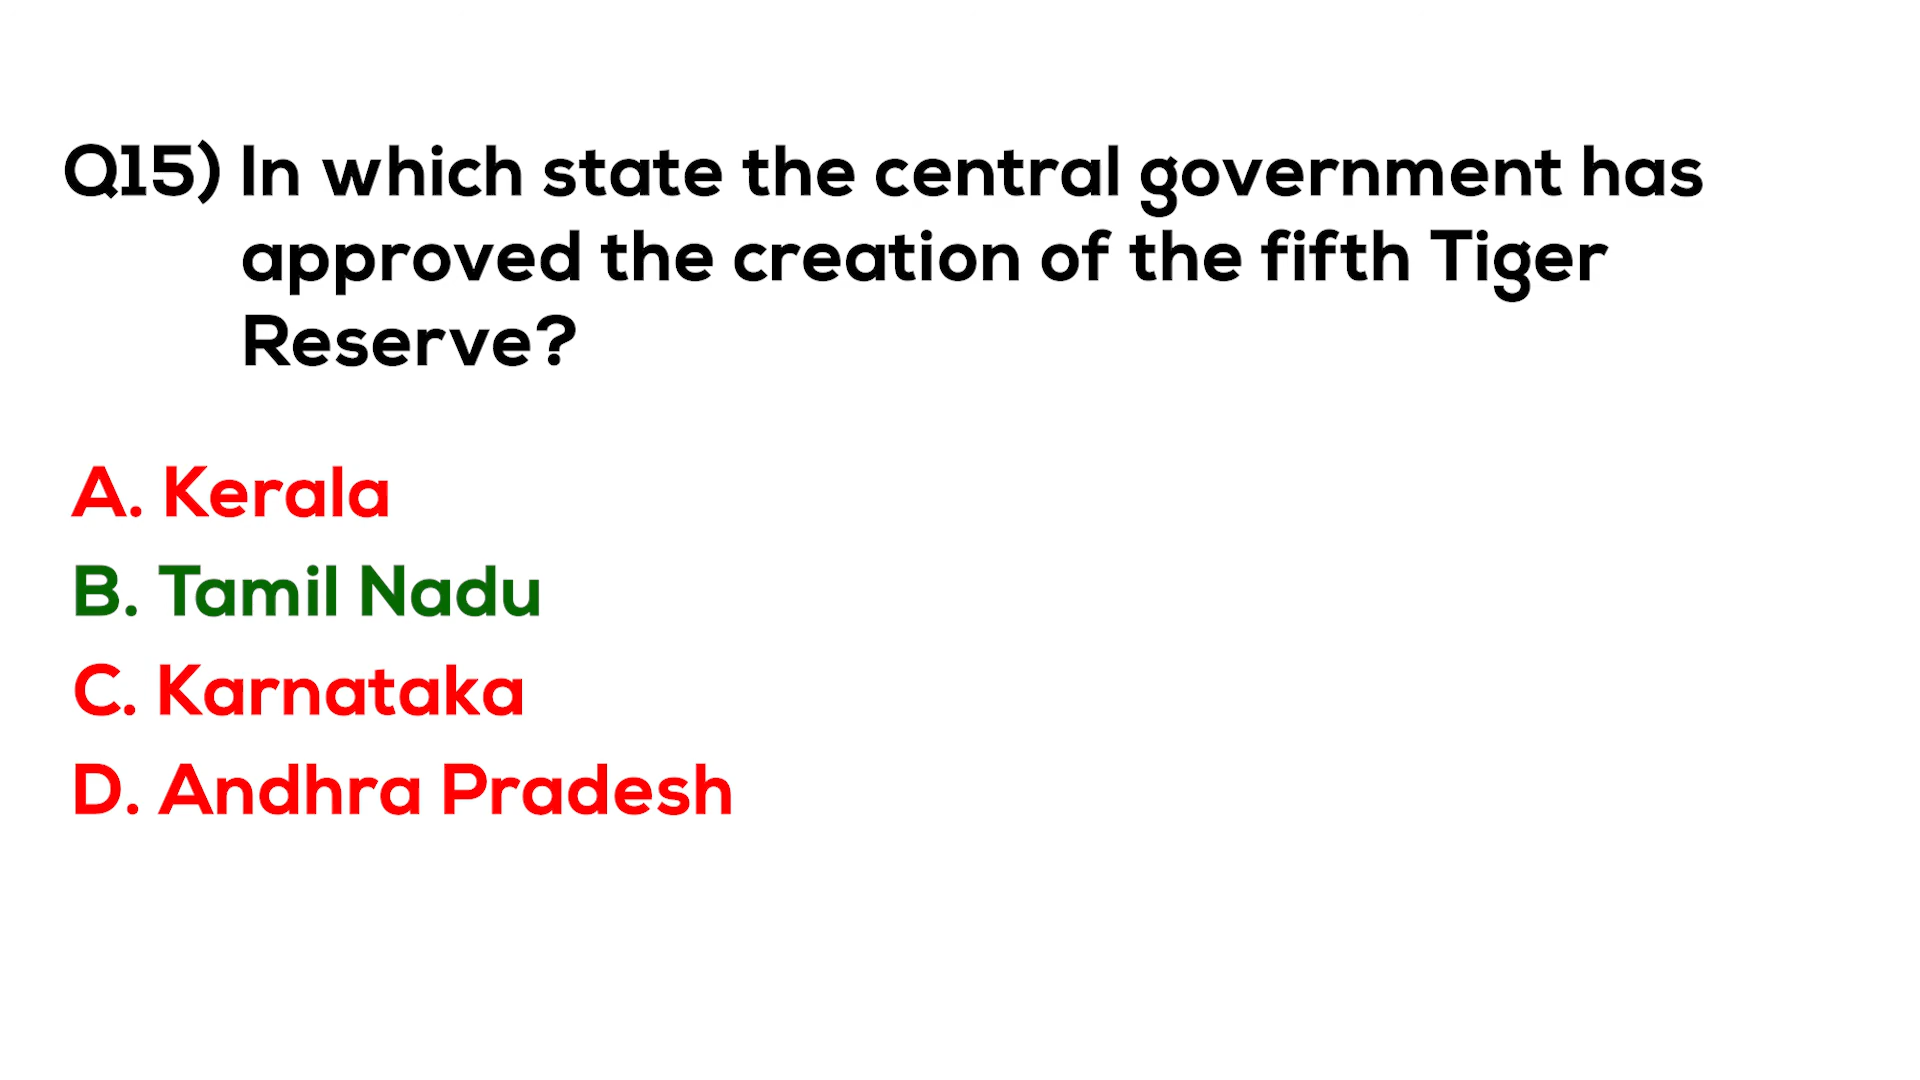 Q15) In which state the central government has
approved the creation of the fifth Tiger
Reserve?
A. Kerala
B. Tamil Nadu
C. Karnataka
D. Andhra Pradesh